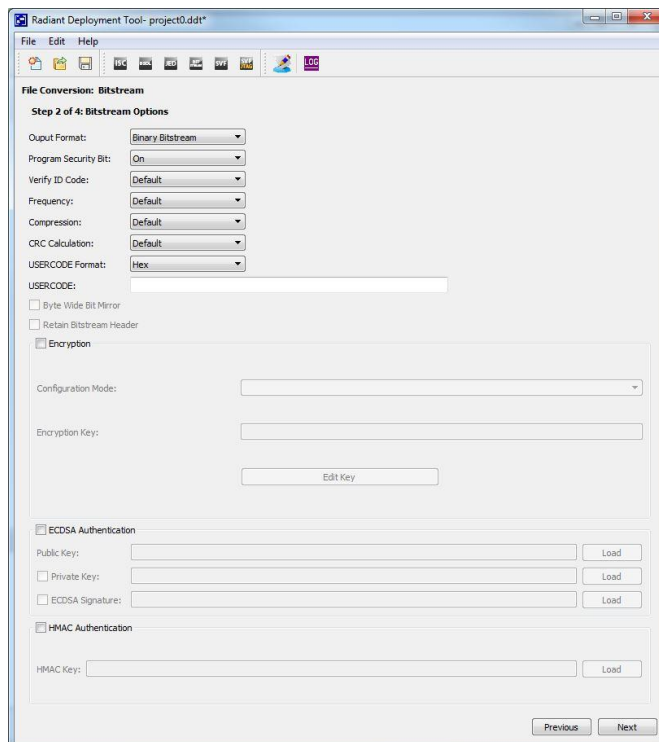 Radiant Deployment Tool- project0.ddt*
File Edit Help
ISC BSDL JED SVF LOG
File Conversion: Bitstream
Step 2 of 4: Bitstream Options
Ouput Format: Binary Bitstream
Program Security Bit: On
Verify ID Code: Default
Frequency: Default
Compression: Default
CRC Calculation: Default
USERCODE Format: Hex
USERCODE:
Byte Wide Bit Mirror
Retain Bitstream Header
Encryption
Configuration Mode:
Encryption Key:
Edit Key
ECDSA Authentication
Public Key: Load
Private Key: Load
ECDSA Signature: Load
HMAC Authentication
HMAC Key: Load
Previous Next